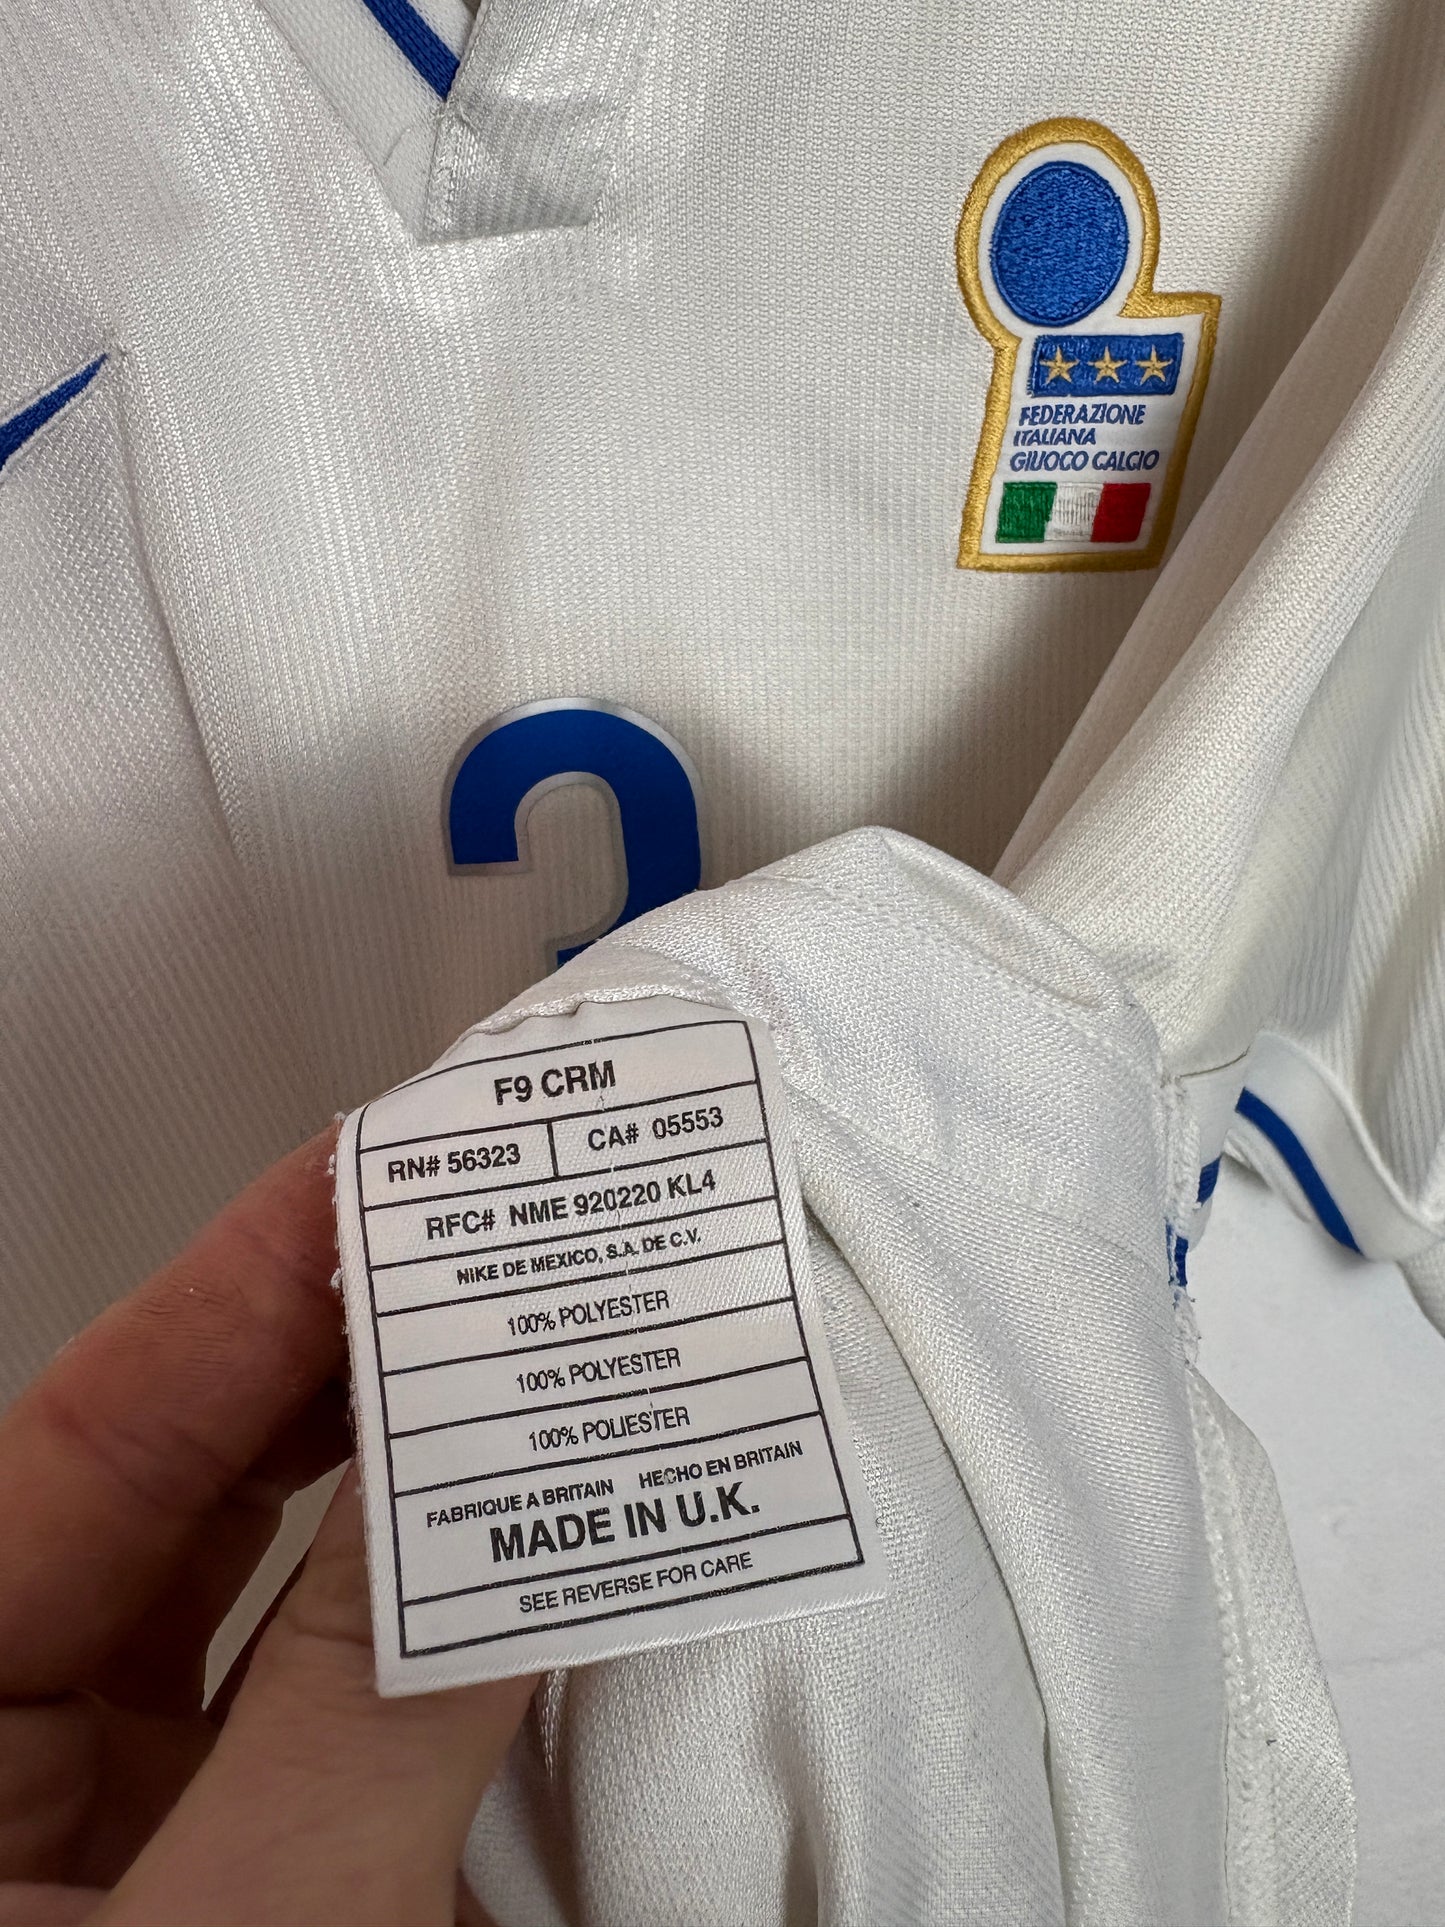 FEDERAZIONE
ITALIANA
GIUOCO CALCIO
F9 CRM
RN# 56323 CA# 05553
RFC# NME 920220 KL4
NIKE DE MEXICO, S.A. DE C.V.
100% POLYESTER
100% POLYESTER
100% POLIESTER
FABRIQUE A BRITAIN HECHO EN BRITAIN
MADE IN U.K.
SEE REVERSE FOR CARE